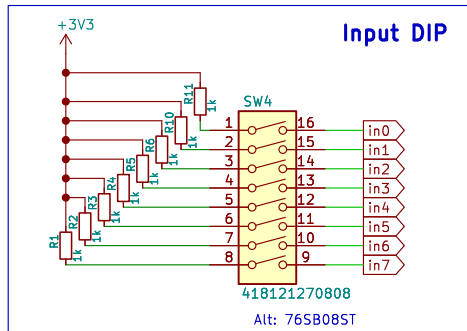 +3V3
Input DIP
R11
1k
R10
1k
R6
1k
R5
1k
R4
1k
R3
1k
R2
1k
R1
1k
SW4
1 16 in0
2 15 in1
3 14 in2
4 13 in3
5 12 in4
6 11 in5
7 10 in6
8 9 in7
418121270808
Alt: 76SB08ST